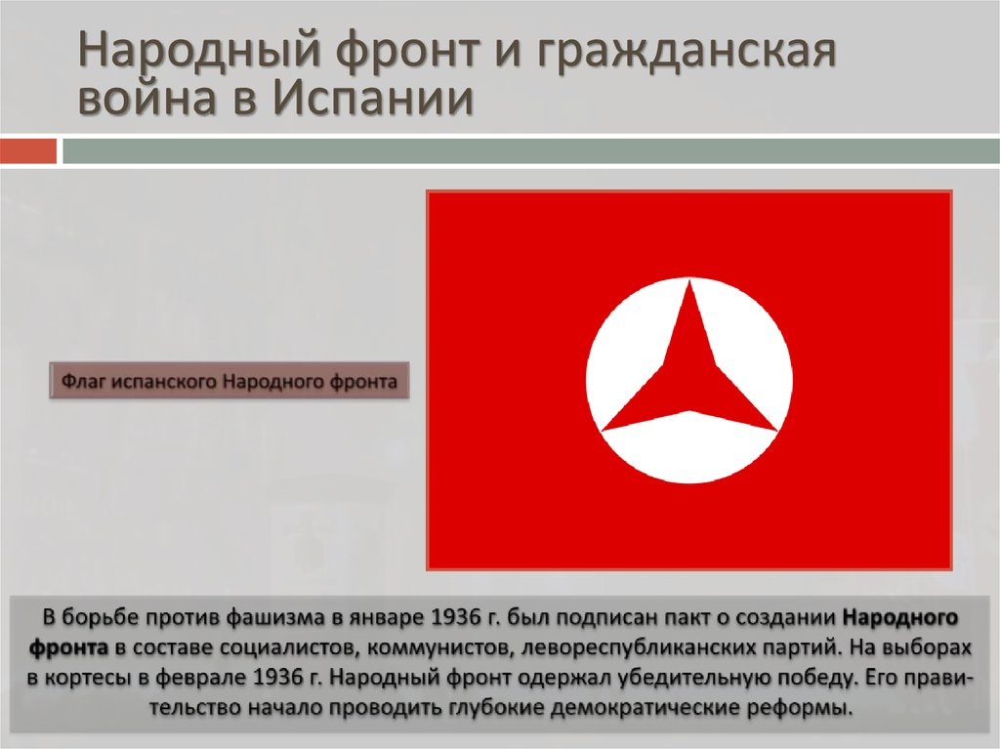 Народный фронт и гражданская
война в Испании
Флаг испанского Народного фронта
В борьбе против фашизма в январе 1936 г. был подписан пакт о создании Народного
фронта в составе социалистов, коммунистов, левореспубликанских партий. На выборах
в кортесы в феврале 1936 г. Народный фронт одержал убедительную победу. Его прави-
тельство начало проводить глубокие демократические реформы.